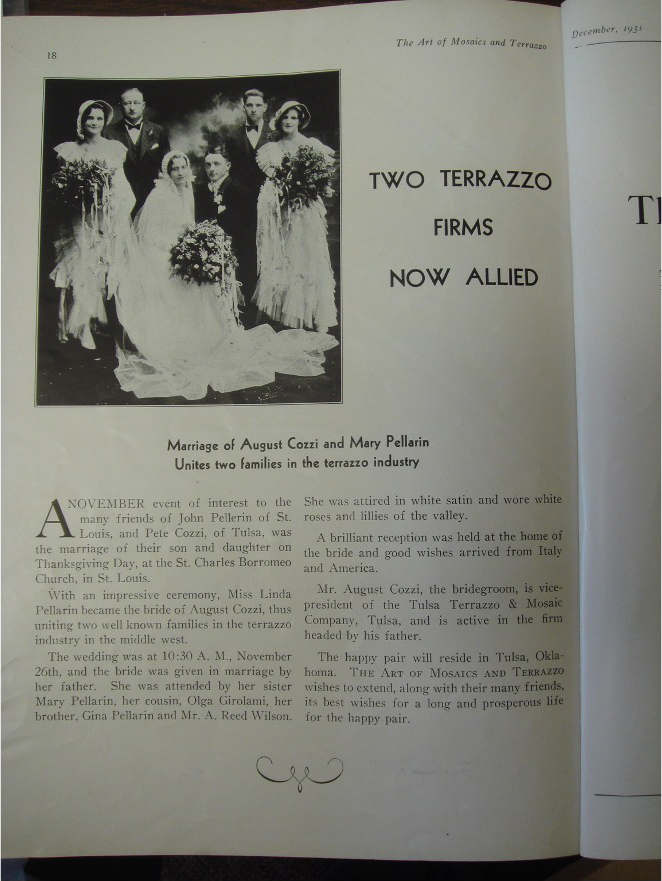 18
The Art of Mosaics and Terrazzo
TWO TERRAZZO
FIRMS
NOW ALLIED
Marriage of August Cozzi and Mary Pellarin
Unites two families in the terrazzo industry
A NOVEMBER event of interest to the
many friends of John Pellerin of St.
Louis, and Pete Cozzi, of Tulsa, was
the marriage of their son and daughter on
Thanksgiving Day, at the St. Charles Borromeo
Church, in St. Louis.
With an impressive ceremony, Miss Linda
Pellarin became the bride of August Cozzi, thus
uniting two well known families in the terrazzo
industry in the middle west.
The wedding was at 10:30 A. M., November
26th, and the bride was given in marriage by
her father. She was attended by her sister
Mary Pellarin, her cousin, Olga Girolami, her
brother, Gina Pellarin and Mr. A. Reed Wilson.
She was attired in white satin and wore white
roses and lillies of the valley.
A brilliant reception was held at the home of
the bride and good wishes arrived from Italy
and America.
Mr. August Cozzi, the bridegroom, is vice-
president of the Tulsa Terrazzo & Mosaic
Company, Tulsa, and is active in the firm
headed by his father.
The happy pair will reside in Tulsa, Okla-
homa. THE ART OF MOSAICS AND TERRAZZO
wishes to extend, along with their many friends,
its best wishes for a long and prosperous life
for the happy pair.
December, 1931